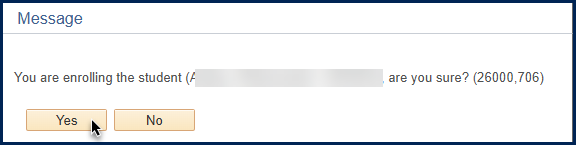 Message
You are enrolling the student (A , are you sure? (26000,706)
Yes No